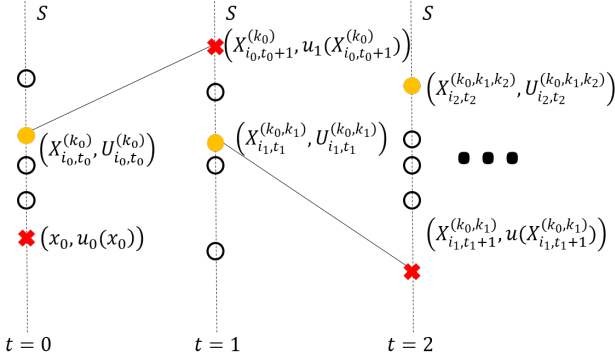 S S S
(X_{i_0,t_0+1}^{(k_0)}, u_1(X_{i_0,t_0+1}^{(k_0)}))
(X_{i_2,t_2}^{(k_0,k_1,k_2)}, U_{i_2,t_2}^{(k_0,k_1,k_2)})
(X_{i_0,t_0}^{(k_0)}, U_{i_0,t_0}^{(k_0)})
(X_{i_1,t_1}^{(k_0,k_1)}, U_{i_1,t_1}^{(k_0,k_1)})
(x_0, u_0(x_0))
(X_{i_1,t_1+1}^{(k_0,k_1)}, u(X_{i_1,t_1+1}^{(k_0,k_1)}))
t = 0 t = 1 t = 2